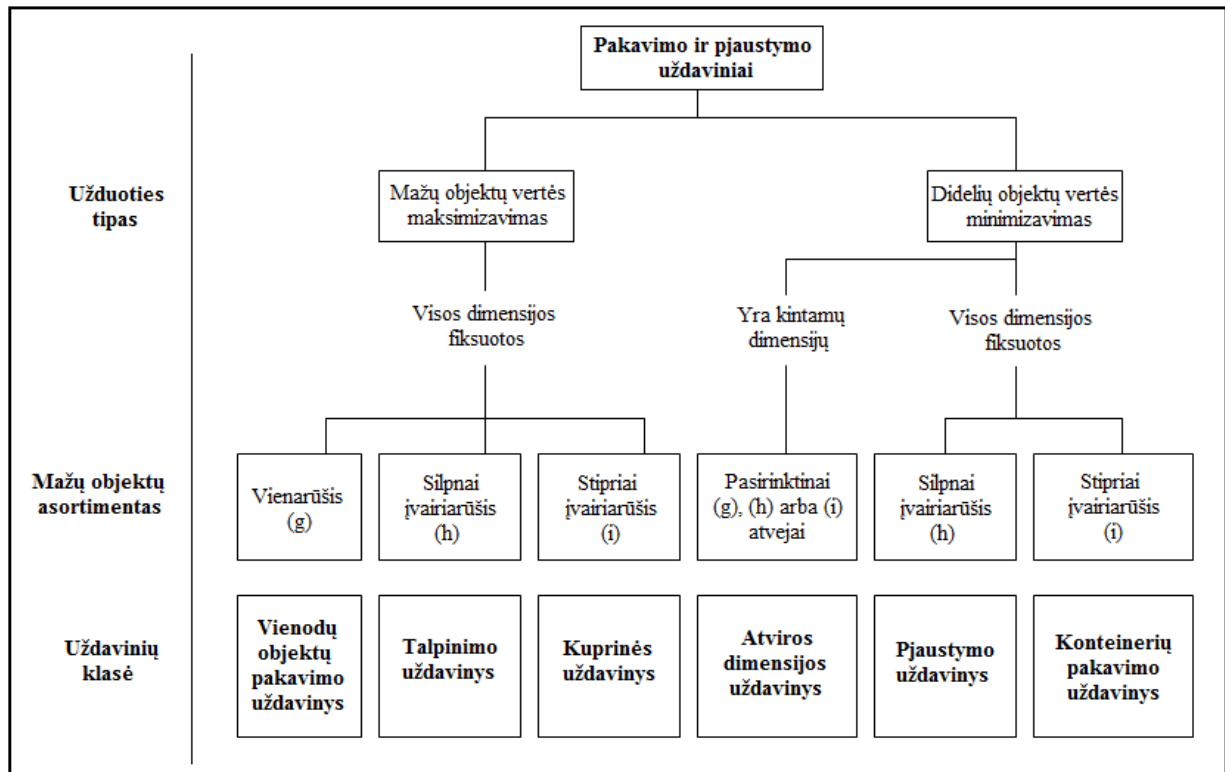 Pakavimo ir pjaustymo
uždaviniai
Užduoties
tipas
Mažų objektų vertės
maksimizavimas
Didelių objektų vertės
minimizavimas
Visos dimensijos
fiksuotos
Yra kintamų
dimensijų
Visos dimensijos
fiksuotos
Mažų objektų
asortimentas
Vienarūšis
(g)
Silpnai
įvairiarūšis
(h)
Stipriai
įvairiarūšis
(i)
Pasirinktinai
(g), (h) arba (i)
atvejai
Silpnai
įvairiarūšis
(h)
Stipriai
įvairiarūšis
(i)
Uždavinių
klasė
Vienodų
objektų
pakavimo
uždavinys
Talpinimo
uždavinys
Kuprinės
uždavinys
Atviros
dimensijos
uždavinys
Pjaustymo
uždavinys
Konteinerių
pakavimo
uždavinys